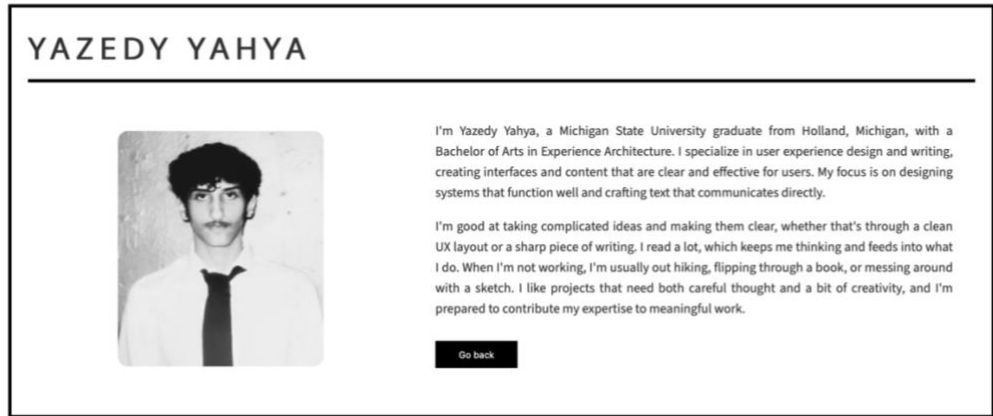 YAZEDY YAHYA
I'm Yazedy Yahya, a Michigan State University graduate from Holland, Michigan, with a
Bachelor of Arts in Experience Architecture. I specialize in user experience design and writing,
creating interfaces and content that are clear and effective for users. My focus is on designing
systems that function well and crafting text that communicates directly.
I'm good at taking complicated ideas and making them clear, whether that's through a clean
UX layout or a sharp piece of writing. I read a lot, which keeps me thinking and feeds into what
I do. When I'm not working, I'm usually out hiking, flipping through a book, or messing around
with a sketch. I like projects that need both careful thought and a bit of creativity, and I'm
prepared to contribute my expertise to meaningful work.
Go back